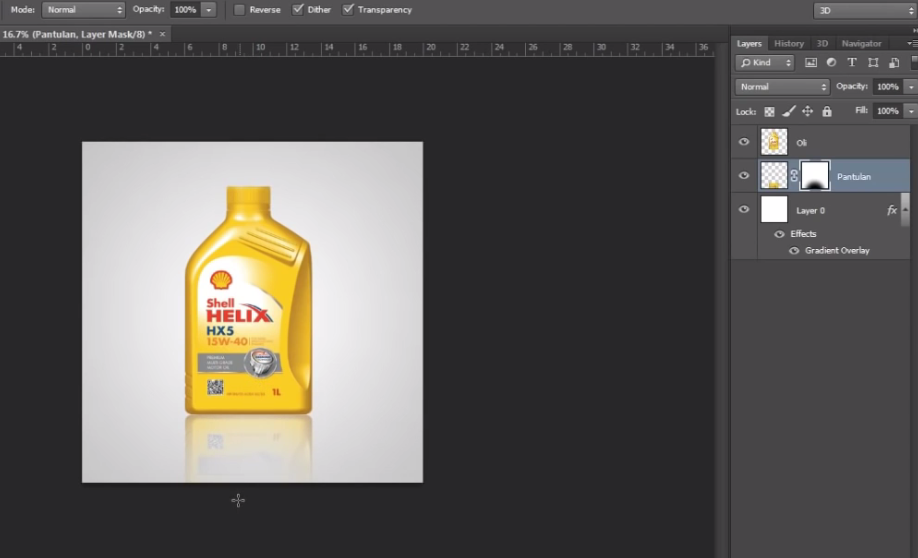 Mode: Normal Opacity: 100% Reverse Dither Transparency 3D
16.7% (Pantulan, Layer Mask/8) * ×
4 2 0 2 4 6 8 10 12 14 16 18 20 22 24 26 28 30 32 34 36
Layers History 3D Navigator
Kind
Normal Opacity: 100%
Lock: Fill: 100%
Oli
Pantulan
Layer 0 fx
Effects
Gradient Overlay
Shell
HELIX
HX5
15W-40
1L